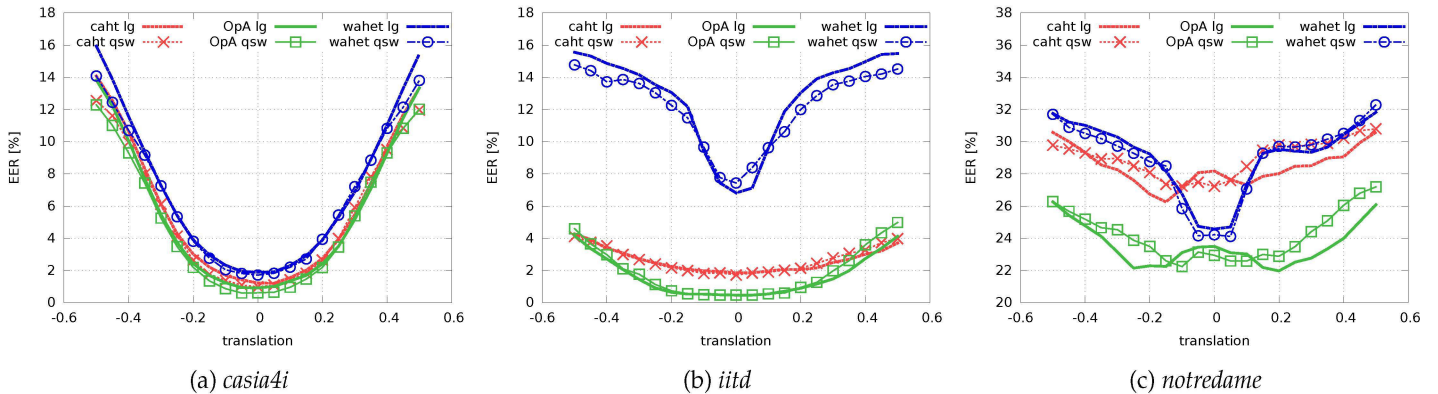 caht lg OpA lg wahet lg
caht qsw OpA qsw wahet qsw
EER [%]
18
16
14
12
10
8
6
4
2
0
-0.6 -0.4 -0.2 0 0.2 0.4 0.6
translation
(a) casia4i
caht lg OpA lg wahet lg
caht qsw OpA qsw wahet qsw
EER [%]
18
16
14
12
10
8
6
4
2
0
-0.6 -0.4 -0.2 0 0.2 0.4 0.6
translation
(b) iitd
caht lg OpA lg wahet lg
caht qsw OpA qsw wahet qsw
EER [%]
38
36
34
32
30
28
26
24
22
20
-0.6 -0.4 -0.2 0 0.2 0.4 0.6
translation
(c) notredame